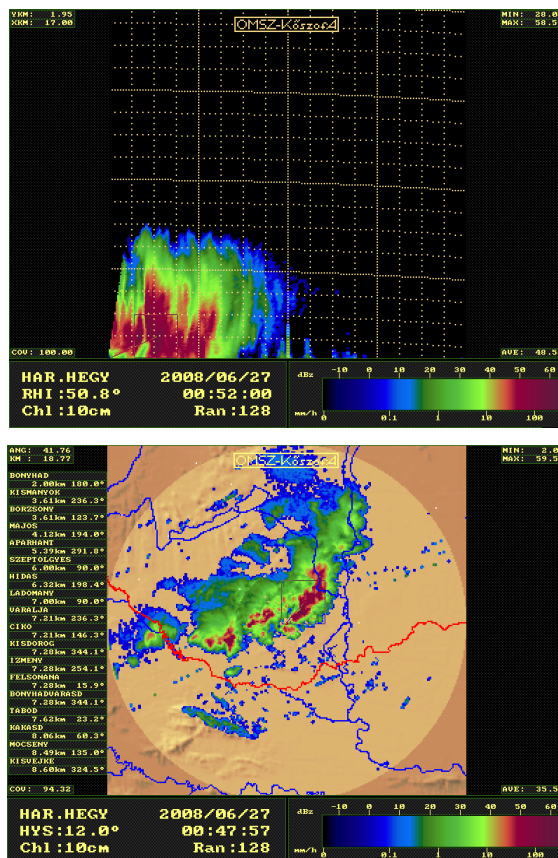 YKM: 1.95
XKM: 17.00
OMSZ-Kőszof4
MIN: 28.0
MAX: 58.5
COV: 100.00
AVE: 48.5
HAR.HEGY 2008/06/27
RHI:50.8° 00:52:00
Chl:10cm Ran:128
dBz -10 0 10 20 30 40 50 60
mm/h 0 0.1 1 10 100
ANG: 41.76
KM : 18.77
OMSZ-Kőszof4
MIN: 2.0
MAX: 59.5
BONYHAD
2.00km 180.0°
KISMANYOK
3.61km 236.3°
BORZSONY
3.61km 123.7°
MAJOS
4.12km 194.0°
APARHANT
5.39km 291.8°
SZEPTOLGYES
6.00km 90.0°
HIDAS
6.32km 198.4°
LADOMANY
7.00km 90.0°
VARALJA
7.21km 236.3°
CIKO
7.21km 146.3°
KISDOROG
7.28km 344.1°
IZMENY
7.28km 254.1°
FELSONANA
7.28km 15.9°
BONYHADVARASD
7.28km 344.1°
TABOD
7.62km 23.2°
KAKASD
8.06km 60.3°
MOCSENY
8.49km 135.0°
KISVEJKE
8.60km 324.5°
COV: 94.32
AVE: 35.5
HAR.HEGY 2008/06/27
HYS:12.0° 00:47:57
Chl:10cm Ran:128
dBz -10 0 10 20 30 40 50 60
mm/h 0 0.1 1 10 100